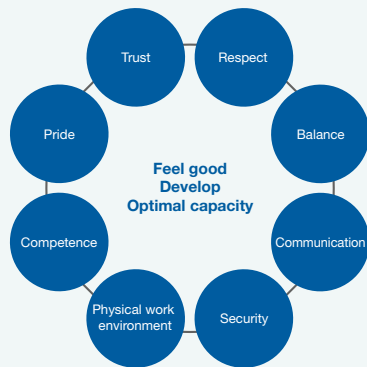 Trust
Respect
Pride
Balance
Feel good
Develop
Optimal capacity
Competence
Communication
Physical work
environment
Security